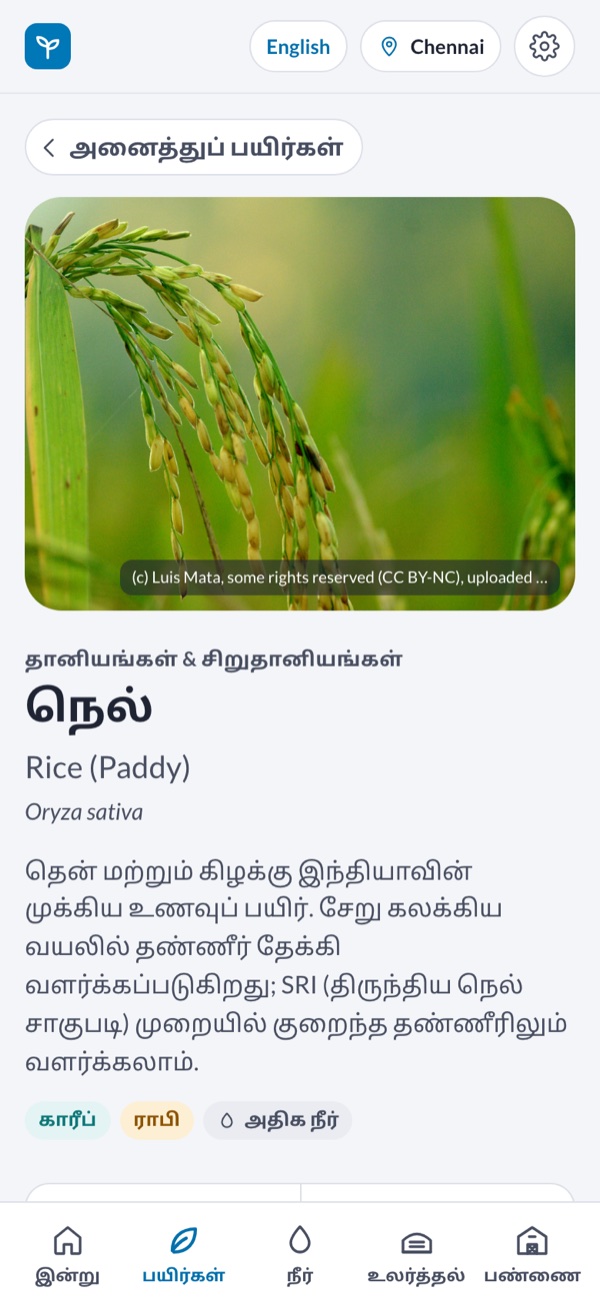 English
Chennai
அனைத்துப் பயிர்கள்
(c) Luis Mata, some rights reserved (CC BY-NC), uploaded ...
தானியங்கள் & சிறுதானியங்கள்
நெல்
Rice (Paddy)
Oryza sativa
தென் மற்றும் கிழக்கு இந்தியாவின்
முக்கிய உணவுப் பயிர். சேறு கலக்கிய
வயலில் தண்ணீர் தேக்கி
வளர்க்கப்படுகிறது; SRI (திருந்திய நெல்
சாகுபடி) முறையில் குறைந்த தண்ணீரிலும்
வளர்க்கலாம்.
காரீப்
ராபி
அதிக நீர்
இன்று
பயிர்கள்
நீர்
உலர்த்தல்
பண்ணை